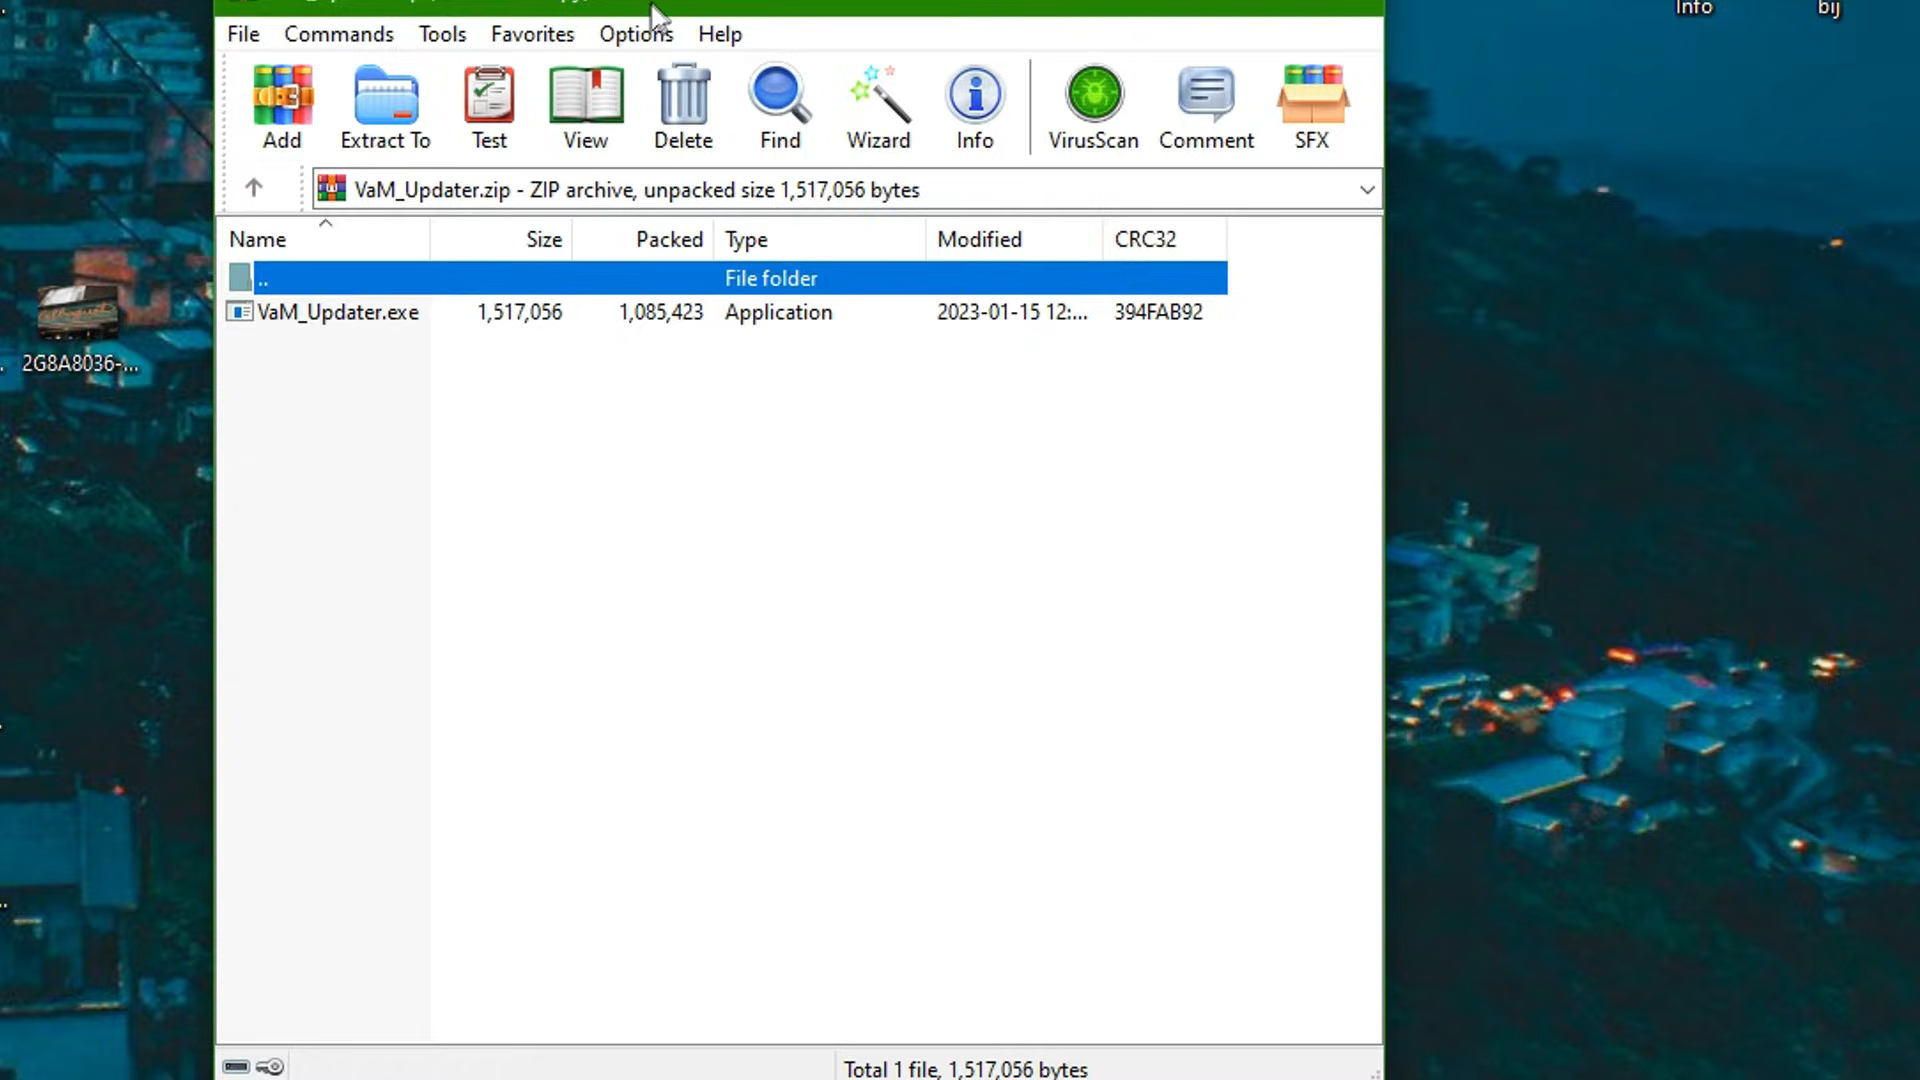 Info bij
File Commands Tools Favorites Options Help
Add Extract To Test View Delete Find Wizard Info VirusScan Comment SFX
VaM_Updater.zip - ZIP archive, unpacked size 1,517,056 bytes
Name Size Packed Type Modified CRC32
.. File folder
VaM_Updater.exe 1,517,056 1,085,423 Application 2023-01-15 12:... 394FAB92
2G8A8036-...
Total 1 file, 1,517,056 bytes